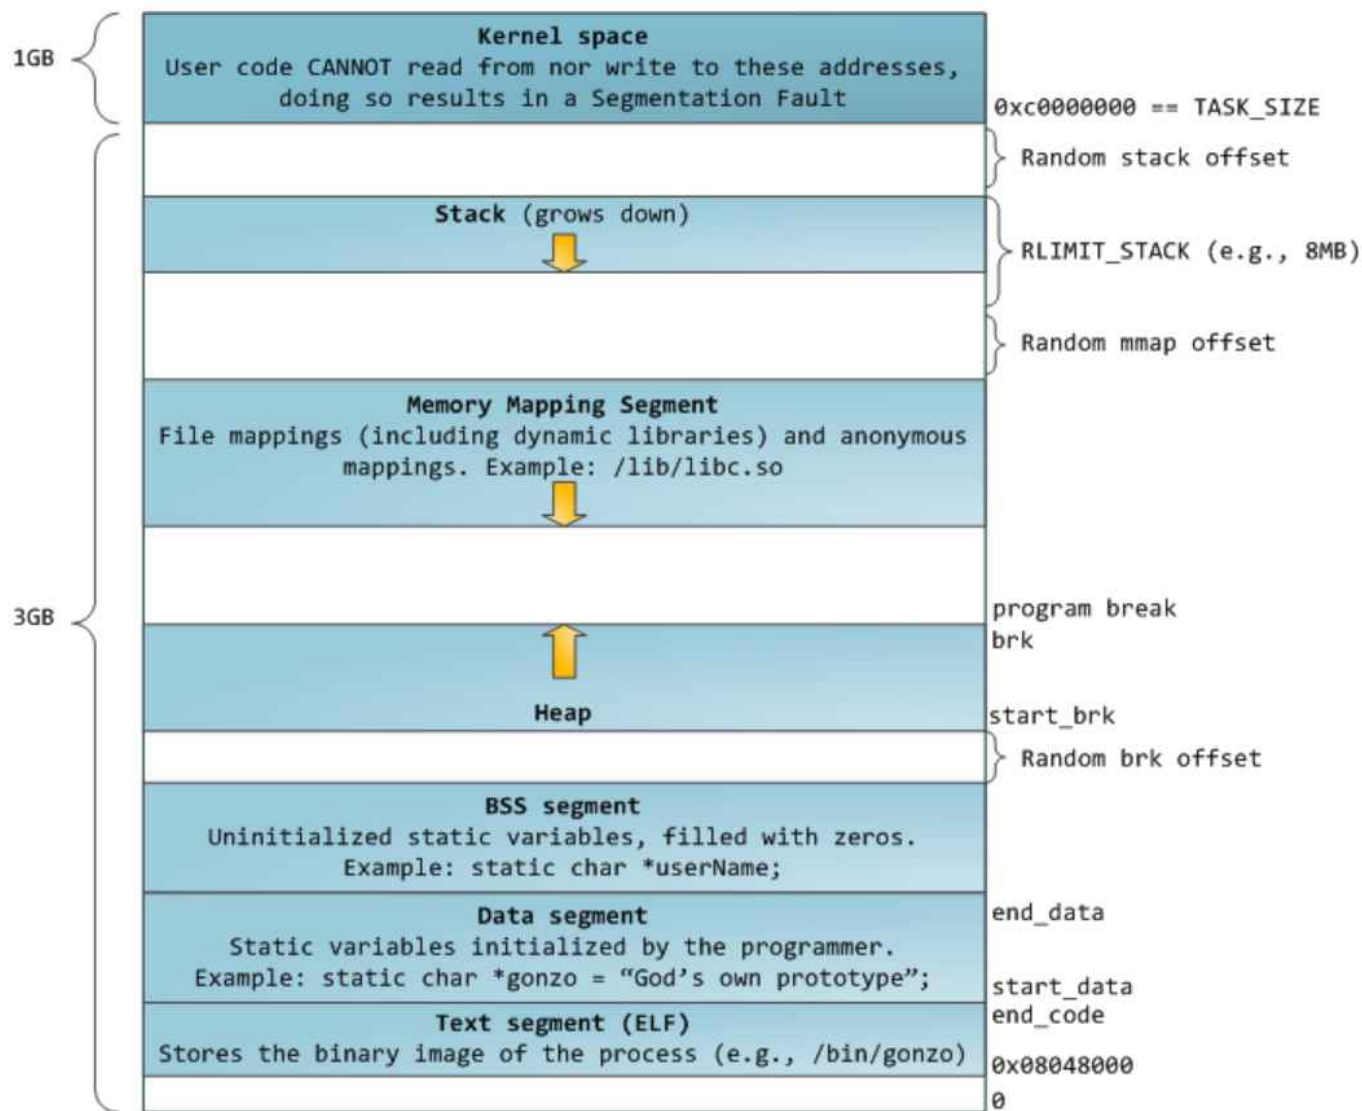 1GB
Kernel space
User code CANNOT read from nor write to these addresses,
doing so results in a Segmentation Fault
0xc0000000 == TASK_SIZE
Random stack offset
Stack (grows down)
RLIMIT_STACK (e.g., 8MB)
Random mmap offset
Memory Mapping Segment
File mappings (including dynamic libraries) and anonymous
mappings. Example: /lib/libc.so
3GB
program break
brk
Heap
start_brk
Random brk offset
BSS segment
Uninitialized static variables, filled with zeros.
Example: static char *userName;
Data segment
end_data
Static variables initialized by the programmer.
Example: static char *gonzo = “God’s own prototype”;
start_data
end_code
Text segment (ELF)
Stores the binary image of the process (e.g., /bin/gonzo)
0x08048000
0